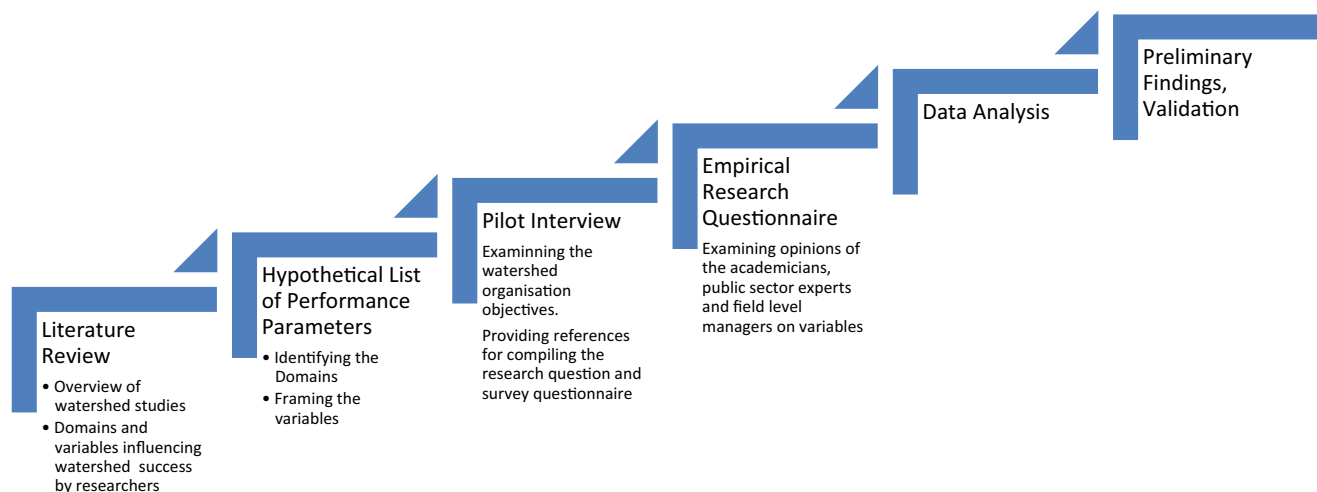 Literature
Review
• Overview of
watershed studies
• Domains and
variables influencing
watershed success
by researchers
Hypothetical List
of Performance
Parameters
• Identifying the
Domains
• Framing the
variables
Pilot Interview
Examinning the
watershed
organisation
objectives.
Providing references
for compiling the
research question and
survey questionnaire
Empirical
Research
Questionnaire
Examining opinions of
the academicians,
public sector experts
and field level
managers on variables
Data Analysis
Preliminary
Findings,
Validation